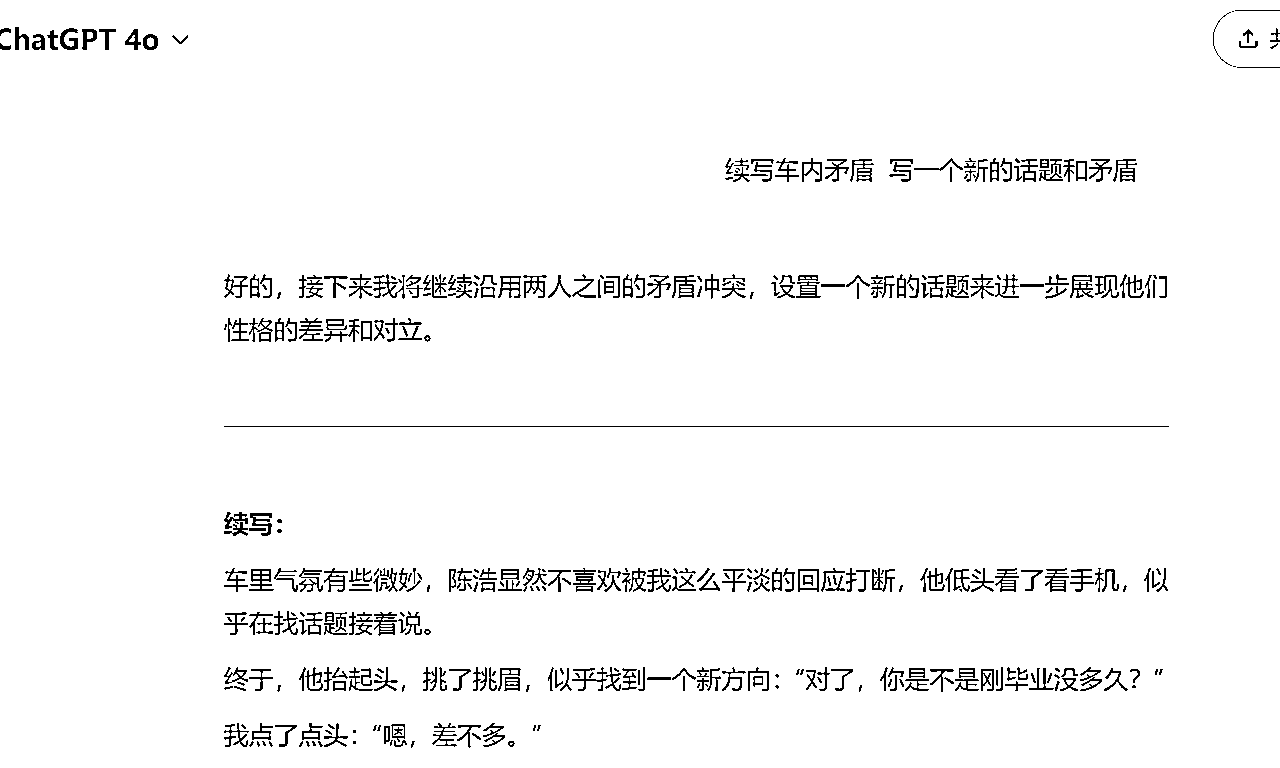 ChatGPT 4o
续写车内矛盾 写一个新的话题和矛盾
好的，接下来我将继续沿用两人之间的矛盾冲突，设置一个新的话题来进一步展现他们
性格的差异和对立。
续写：
车里气氛有些微妙，陈浩显然不喜欢被我这么平淡的回应打断，他低头看了看手机，似
乎在找话题接着说。
终于，他抬起头，挑了挑眉，似乎找到一个新方向：“对了，你是不是刚毕业没多久？”
我点了点头：“嗯，差不多。”